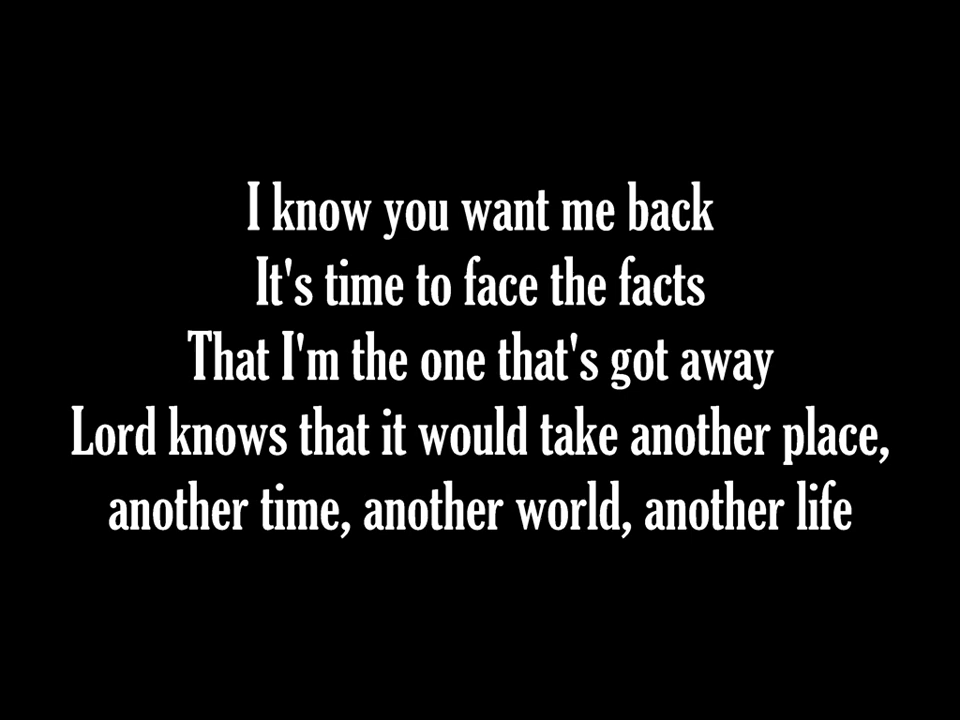 I know you want me back
It's time to face the facts
That I'm the one that's got away
Lord knows that it would take another place,
another time, another world, another life